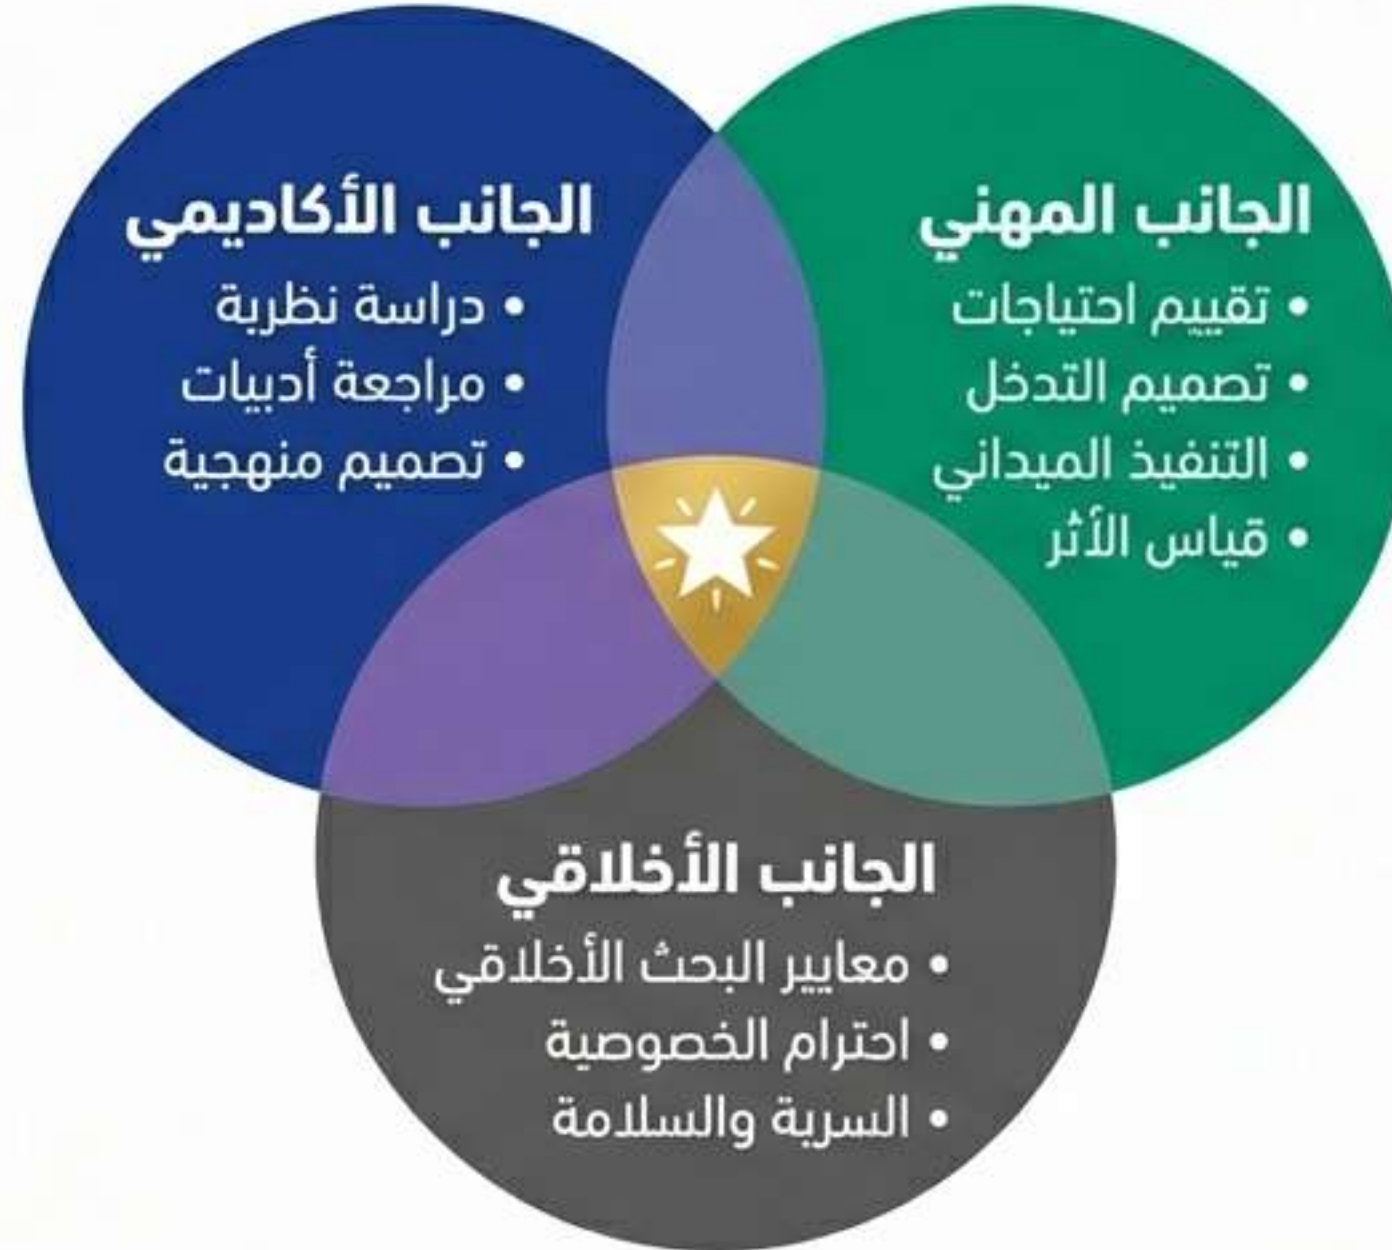 الجانب المهني
• تقييم احتياجات
• تصميم التدخل
• التنفيذ الميداني
• قياس الأثر
الجانب الأكاديمي
• دراسة نظرية
• مراجعة أدبيات
• تصميم منهجية
الجانب الأخلاقي
• معايير البحث الأخلاقي
• احترام الخصوصية
• السرية والسلامة